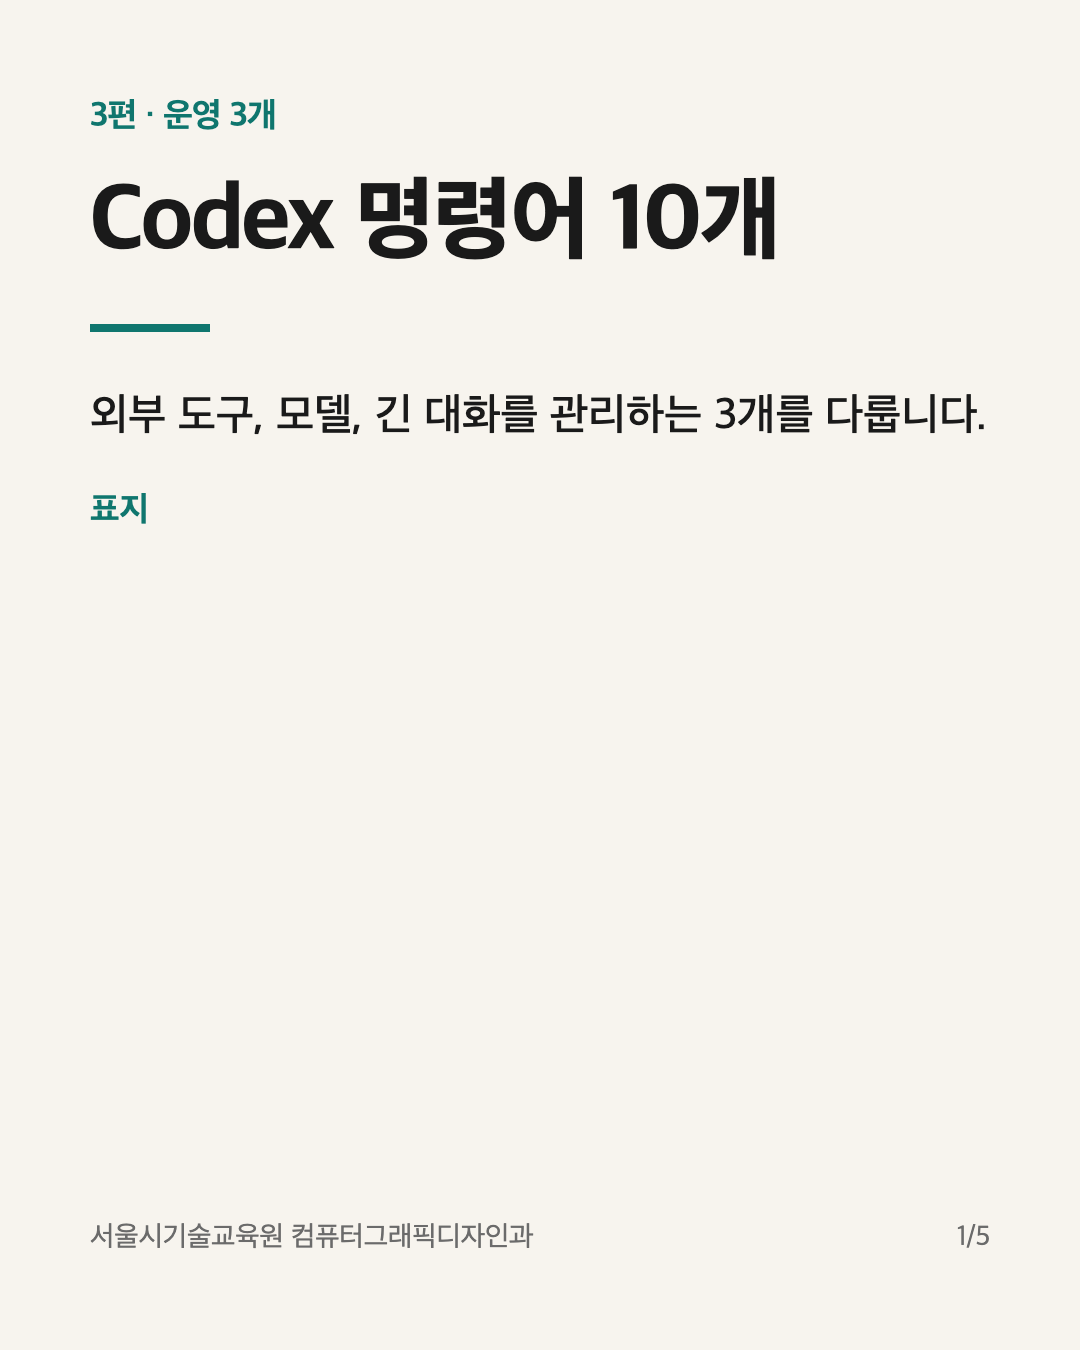 3편 · 운영 3개
Codex 명령어 10개
외부 도구, 모델, 긴 대화를 관리하는 3개를 다룹니다.
표지
서울시기술교육원 컴퓨터그래픽디자인과
1/5